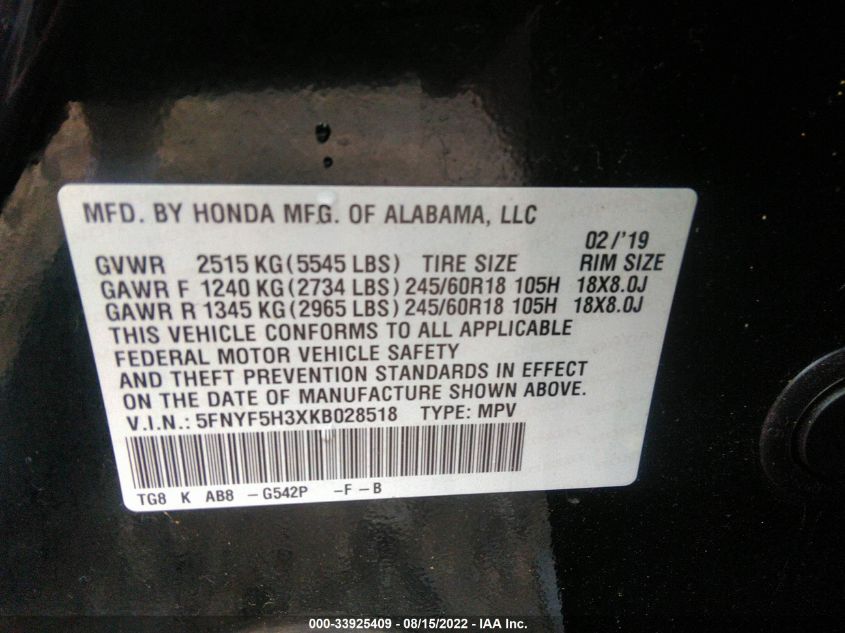 MFD. BY HONDA MFG. OF ALABAMA, LLC
02/'19
GVWR 2515 KG(5545 LBS) TIRE SIZE RIM SIZE
GAWR F 1240 KG(2734 LBS)245/60R18 105H 18X8.0J
GAWR R 1345 KG(2965 LBS)245/60R18 105H 18X8.0J
THIS VEHICLE CONFORMS TO ALL APPLICABLE
FEDERAL MOTOR VEHICLE SAFETY
AND THEFT PREVENTION STANDARDS IN EFFECT
ON THE DATE OF MANUFACTURE SHOWN ABOVE.
V.I.N.: 5FNYF5H3XKB028518 TYPE: MPV
TG8 K AB8 -G542P -F-B
000-33925409 - 08/15/2022 - IAA Inc.